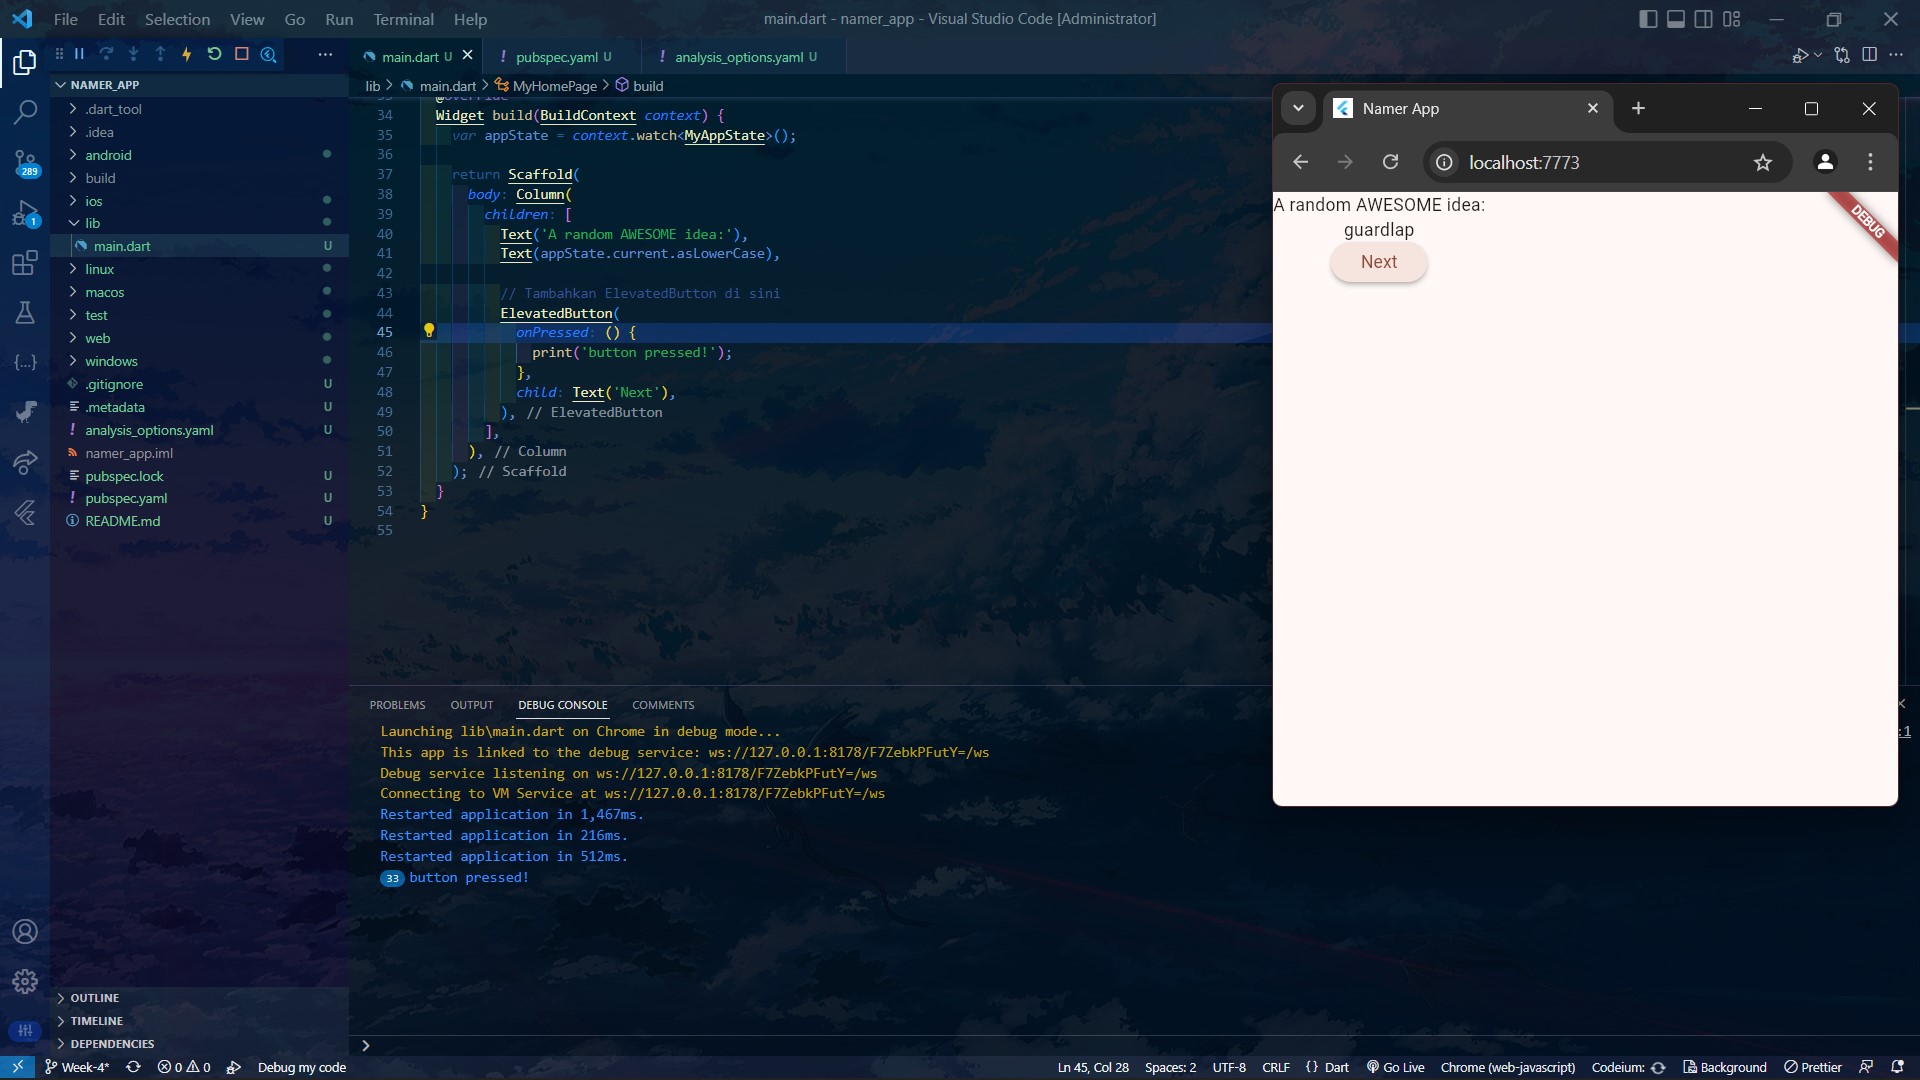 File Edit Selection View Go Run Terminal Help
main.dart - namer_app - Visual Studio Code [Administrator]
main.dart U
pubspec.yaml U
analysis_options.yaml U
lib > main.dart > MyHomePage > build
NAMER_APP
.dart_tool
.idea
android
build
ios
lib
main.dart U
linux
macos
test
web
windows
.gitignore U
.metadata U
analysis_options.yaml U
namer_app.iml
pubspec.lock U
pubspec.yaml U
README.md U
OUTLINE
TIMELINE
DEPENDENCIES
289
1
33 @override
34 Widget build(BuildContext context) {
35 var appState = context.watch<MyAppState>();
36
37 return Scaffold(
38 body: Column(
39 children: [
40 Text('A random AWESOME idea:'),
41 Text(appState.current.asLowerCase),
42
43 // Tambahkan ElevatedButton di sini
44 ElevatedButton(
45 onPressed: () {
46 print('button pressed!');
47 },
48 child: Text('Next'),
49 ), // ElevatedButton
50 ],
51 ), // Column
52 ); // Scaffold
53 }
54 }
55
Namer App
localhost:7773
A random AWESOME idea:
guardlap
Next
DEBUG
PROBLEMS OUTPUT DEBUG CONSOLE COMMENTS
Launching lib\main.dart on Chrome in debug mode...
This app is linked to the debug service: ws://127.0.0.1:8178/F7ZebkPFutY=/ws
Debug service listening on ws://127.0.0.1:8178/F7ZebkPFutY=/ws
Connecting to VM Service at ws://127.0.0.1:8178/F7ZebkPFutY=/ws
Restarted application in 1,467ms.
Restarted application in 216ms.
Restarted application in 512ms.
33 button pressed!
:1
Week-4* 0 0 Debug my code
Ln 45, Col 28 Spaces: 2 UTF-8 CRLF {} Dart Go Live Chrome (web-javascript) Codeium: Background Prettier